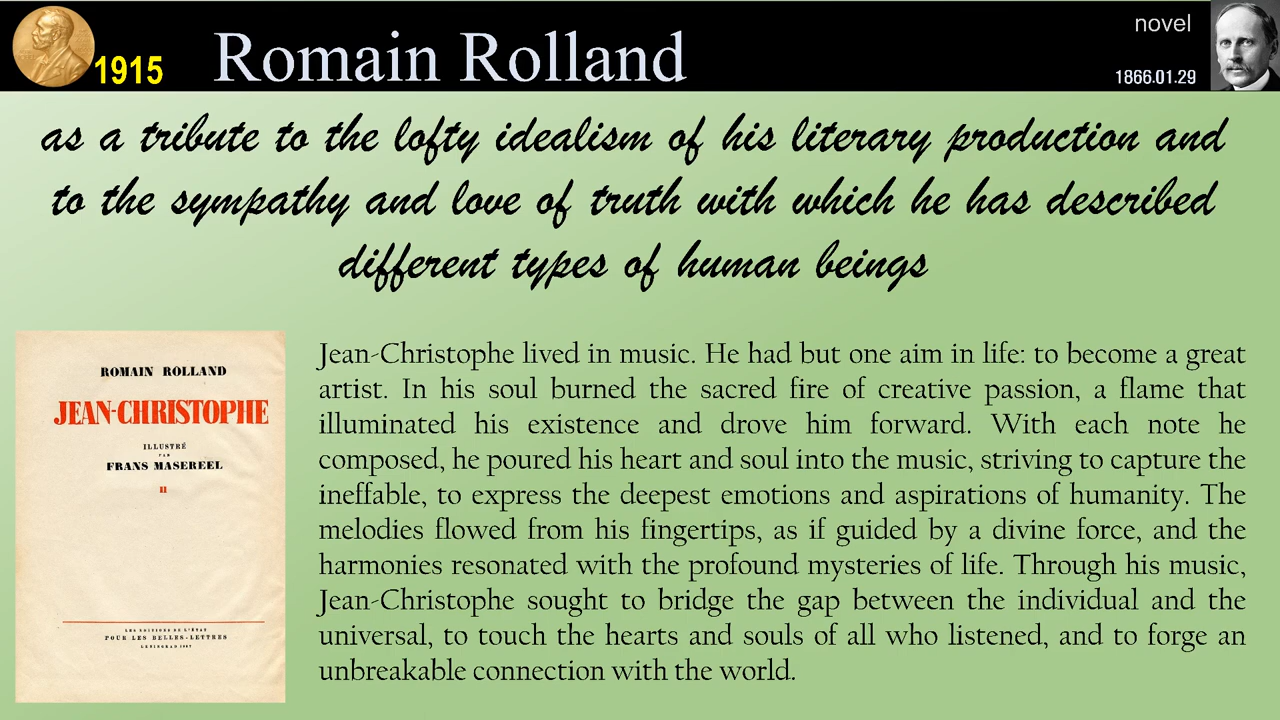 1915
Romain Rolland
novel
1866.01.29
as a tribute to the lofty idealism of his literary production and
to the sympathy and love of truth with which he has described
different types of human beings
ROMAIN ROLLAND
JEAN-CHRISTOPHE
ILLUSTRÉ
PAR
FRANS MASEREEL
II
LES EDITIONS DE L'ÉTAT
POUR LES BELLES-LETTRES
Jean-Christophe lived in music. He had but one aim in life: to become a great
artist. In his soul burned the sacred fire of creative passion, a flame that
illuminated his existence and drove him forward. With each note he
composed, he poured his heart and soul into the music, striving to capture the
ineffable, to express the deepest emotions and aspirations of humanity. The
melodies flowed from his fingertips, as if guided by a divine force, and the
harmonies resonated with the profound mysteries of life. Through his music,
Jean-Christophe sought to bridge the gap between the individual and the
universal, to touch the hearts and souls of all who listened, and to forge an
unbreakable connection with the world.